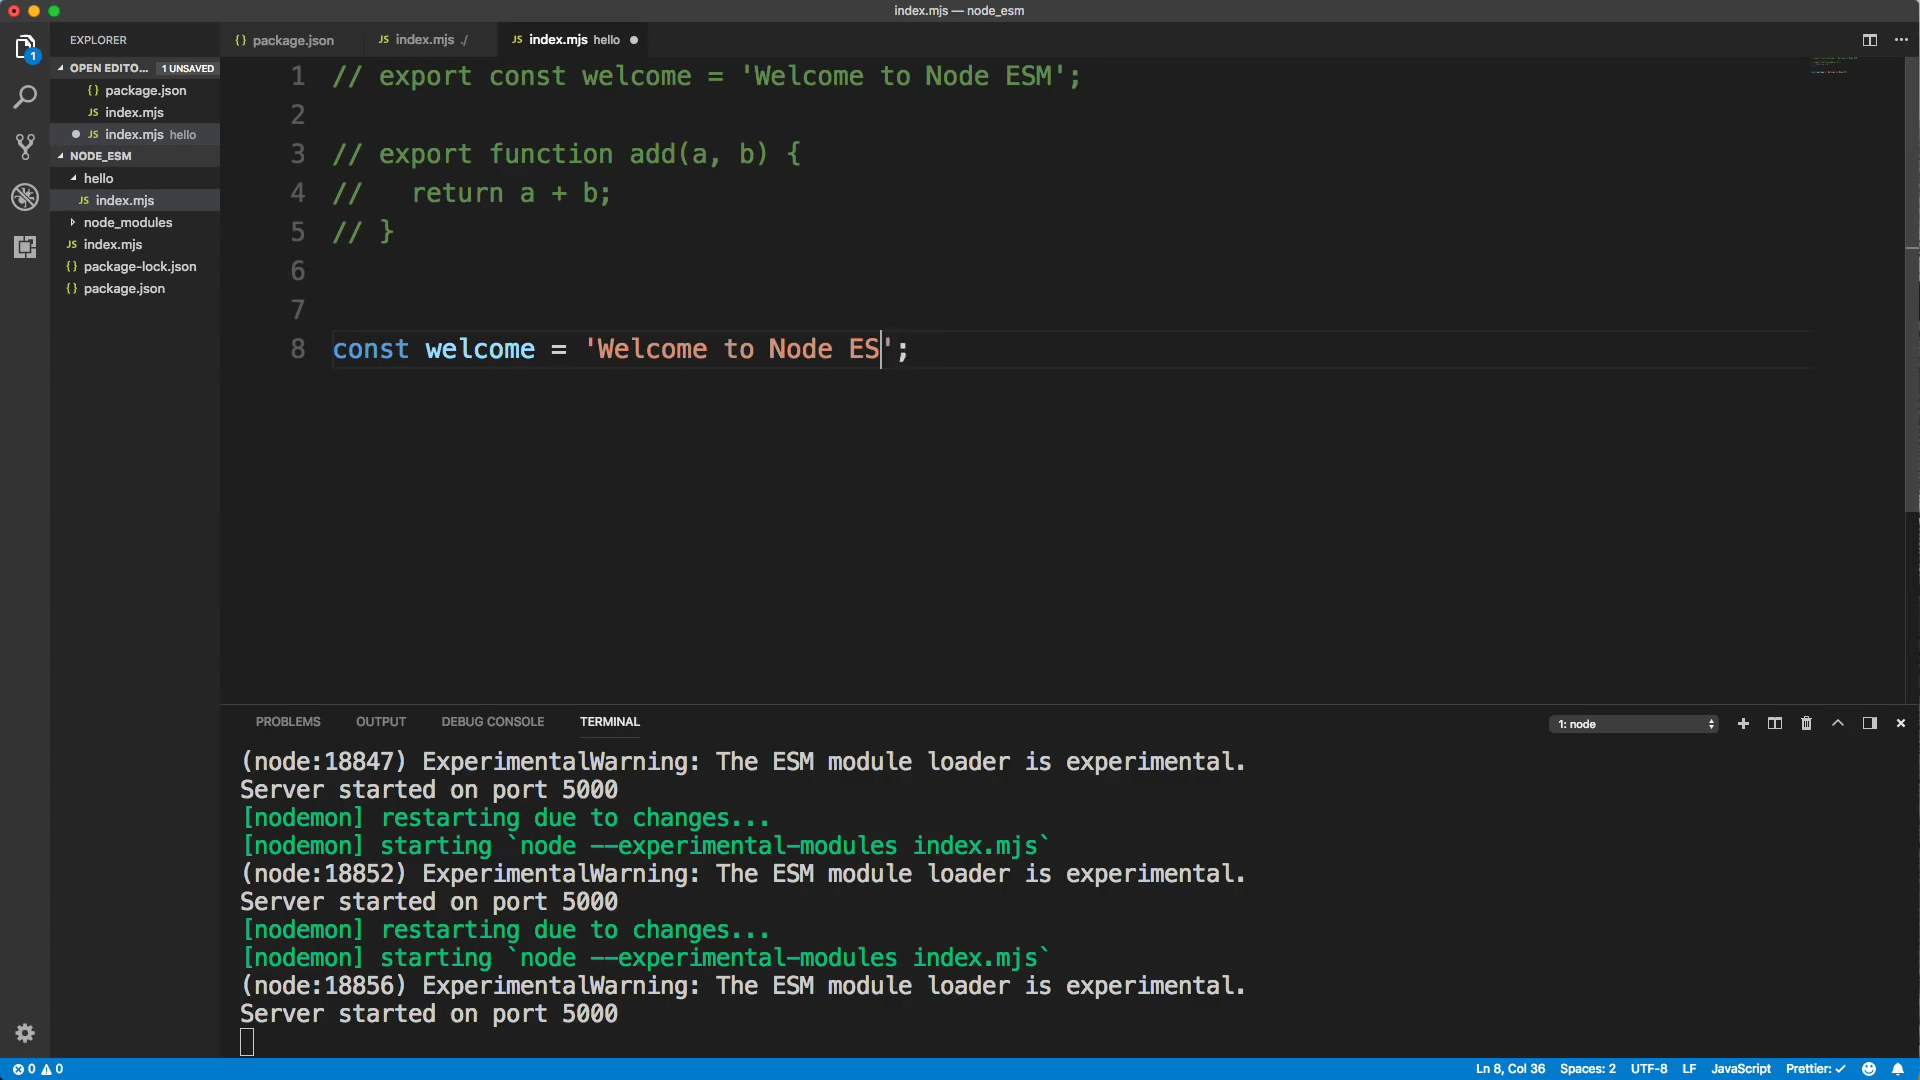 index.mjs — node_esm
EXPLORER
OPEN EDITO... 1 UNSAVED
{} package.json
JS index.mjs
JS index.mjs hello
NODE_ESM
hello
JS index.mjs
node_modules
JS index.mjs
{} package-lock.json
{} package.json
1
{} package.json JS index.mjs ./ JS index.mjs hello
1 // export const welcome = 'Welcome to Node ESM';
2
3 // export function add(a, b) {
4 //   return a + b;
5 // }
6
7
8 const welcome = 'Welcome to Node ES';
PROBLEMS OUTPUT DEBUG CONSOLE TERMINAL 1: node
(node:18847) ExperimentalWarning: The ESM module loader is experimental.
Server started on port 5000
[nodemon] restarting due to changes...
[nodemon] starting `node --experimental-modules index.mjs`
(node:18852) ExperimentalWarning: The ESM module loader is experimental.
Server started on port 5000
[nodemon] restarting due to changes...
[nodemon] starting `node --experimental-modules index.mjs`
(node:18856) ExperimentalWarning: The ESM module loader is experimental.
Server started on port 5000
0 0 Ln 8, Col 36 Spaces: 2 UTF-8 LF JavaScript Prettier: ✓